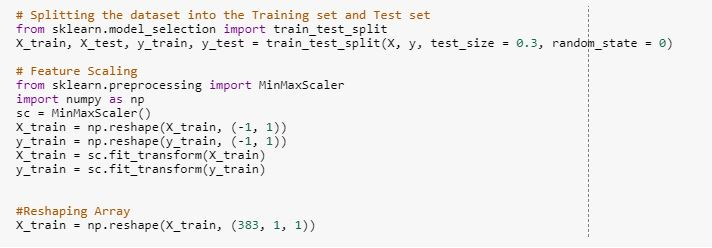 # Splitting the dataset into the Training set and Test set
from sklearn.model_selection import train_test_split
X_train, X_test, y_train, y_test = train_test_split(X, y, test_size = 0.3, random_state = 0)
# Feature Scaling
from sklearn.preprocessing import MinMaxScaler
import numpy as np
sc = MinMaxScaler()
X_train = np.reshape(X_train, (-1, 1))
y_train = np.reshape(y_train, (-1, 1))
X_train = sc.fit_transform(X_train)
y_train = sc.fit_transform(y_train)
#Reshaping Array
X_train = np.reshape(X_train, (383, 1, 1))